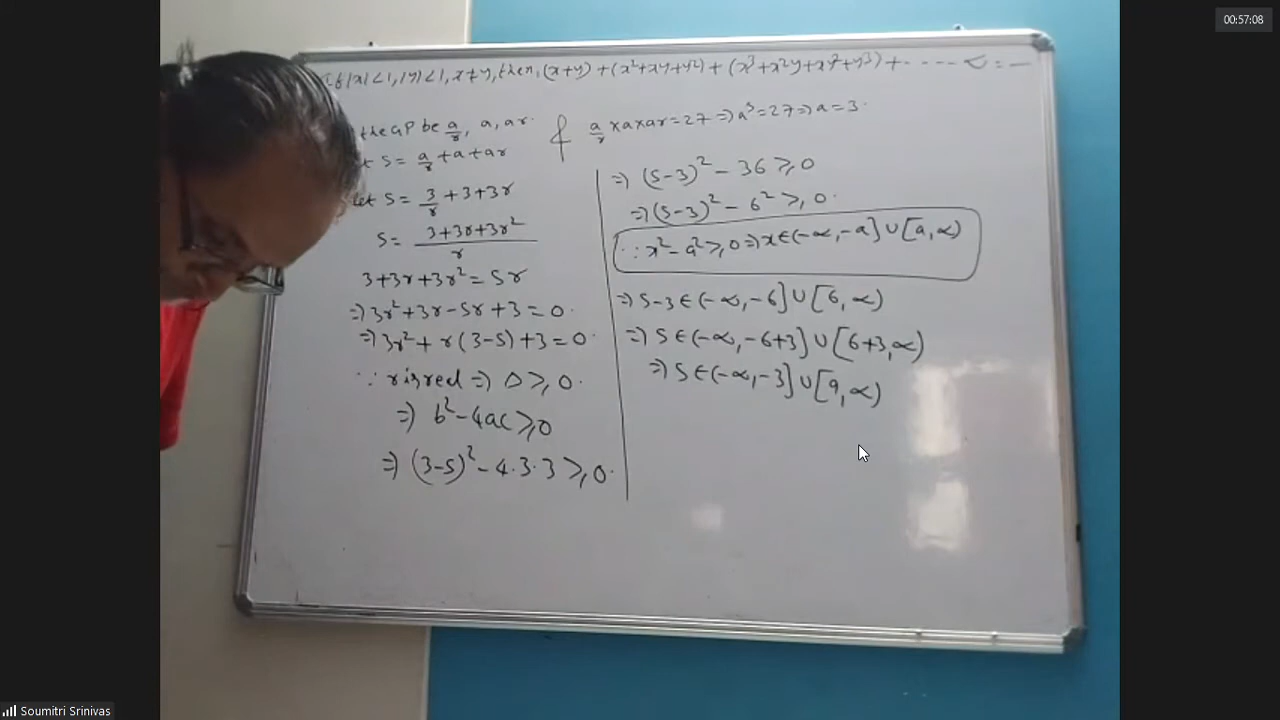 00:57:08
If |x|<1, |y|<1, x≠y, then, (x+y) + (x²+xy+y²) + (x³+x²y+xy²+y³) + ..... ∝ = —
the GP be a/r, a, ar. & a/r × a × ar = 27 => a³ = 27 => a = 3.
S = a/r + a + ar
Let S = 3/r + 3 + 3r
S = (3+3r+3r²)/r
3+3r+3r² = Sr
=> 3r²+3r-Sr+3 = 0.
=> 3r² + r(3-S)+3 = 0.
∵ r is real => Δ ≥ 0.
=> b²-4ac ≥ 0
=> (3-S)² - 4·3·3 ≥ 0.
=> (S-3)² - 36 ≥ 0
=> (S-3)² - 6² ≥ 0.
∵ x²-a² ≥ 0 => x ∈ (-∝, -a] ∪ [a, ∝)
=> S-3 ∈ (-∝, -6] ∪ [6, ∝)
=> S ∈ (-∝, -6+3] ∪ [6+3, ∝)
=> S ∈ (-∝, -3] ∪ [9, ∝)
Soumitri Srinivas